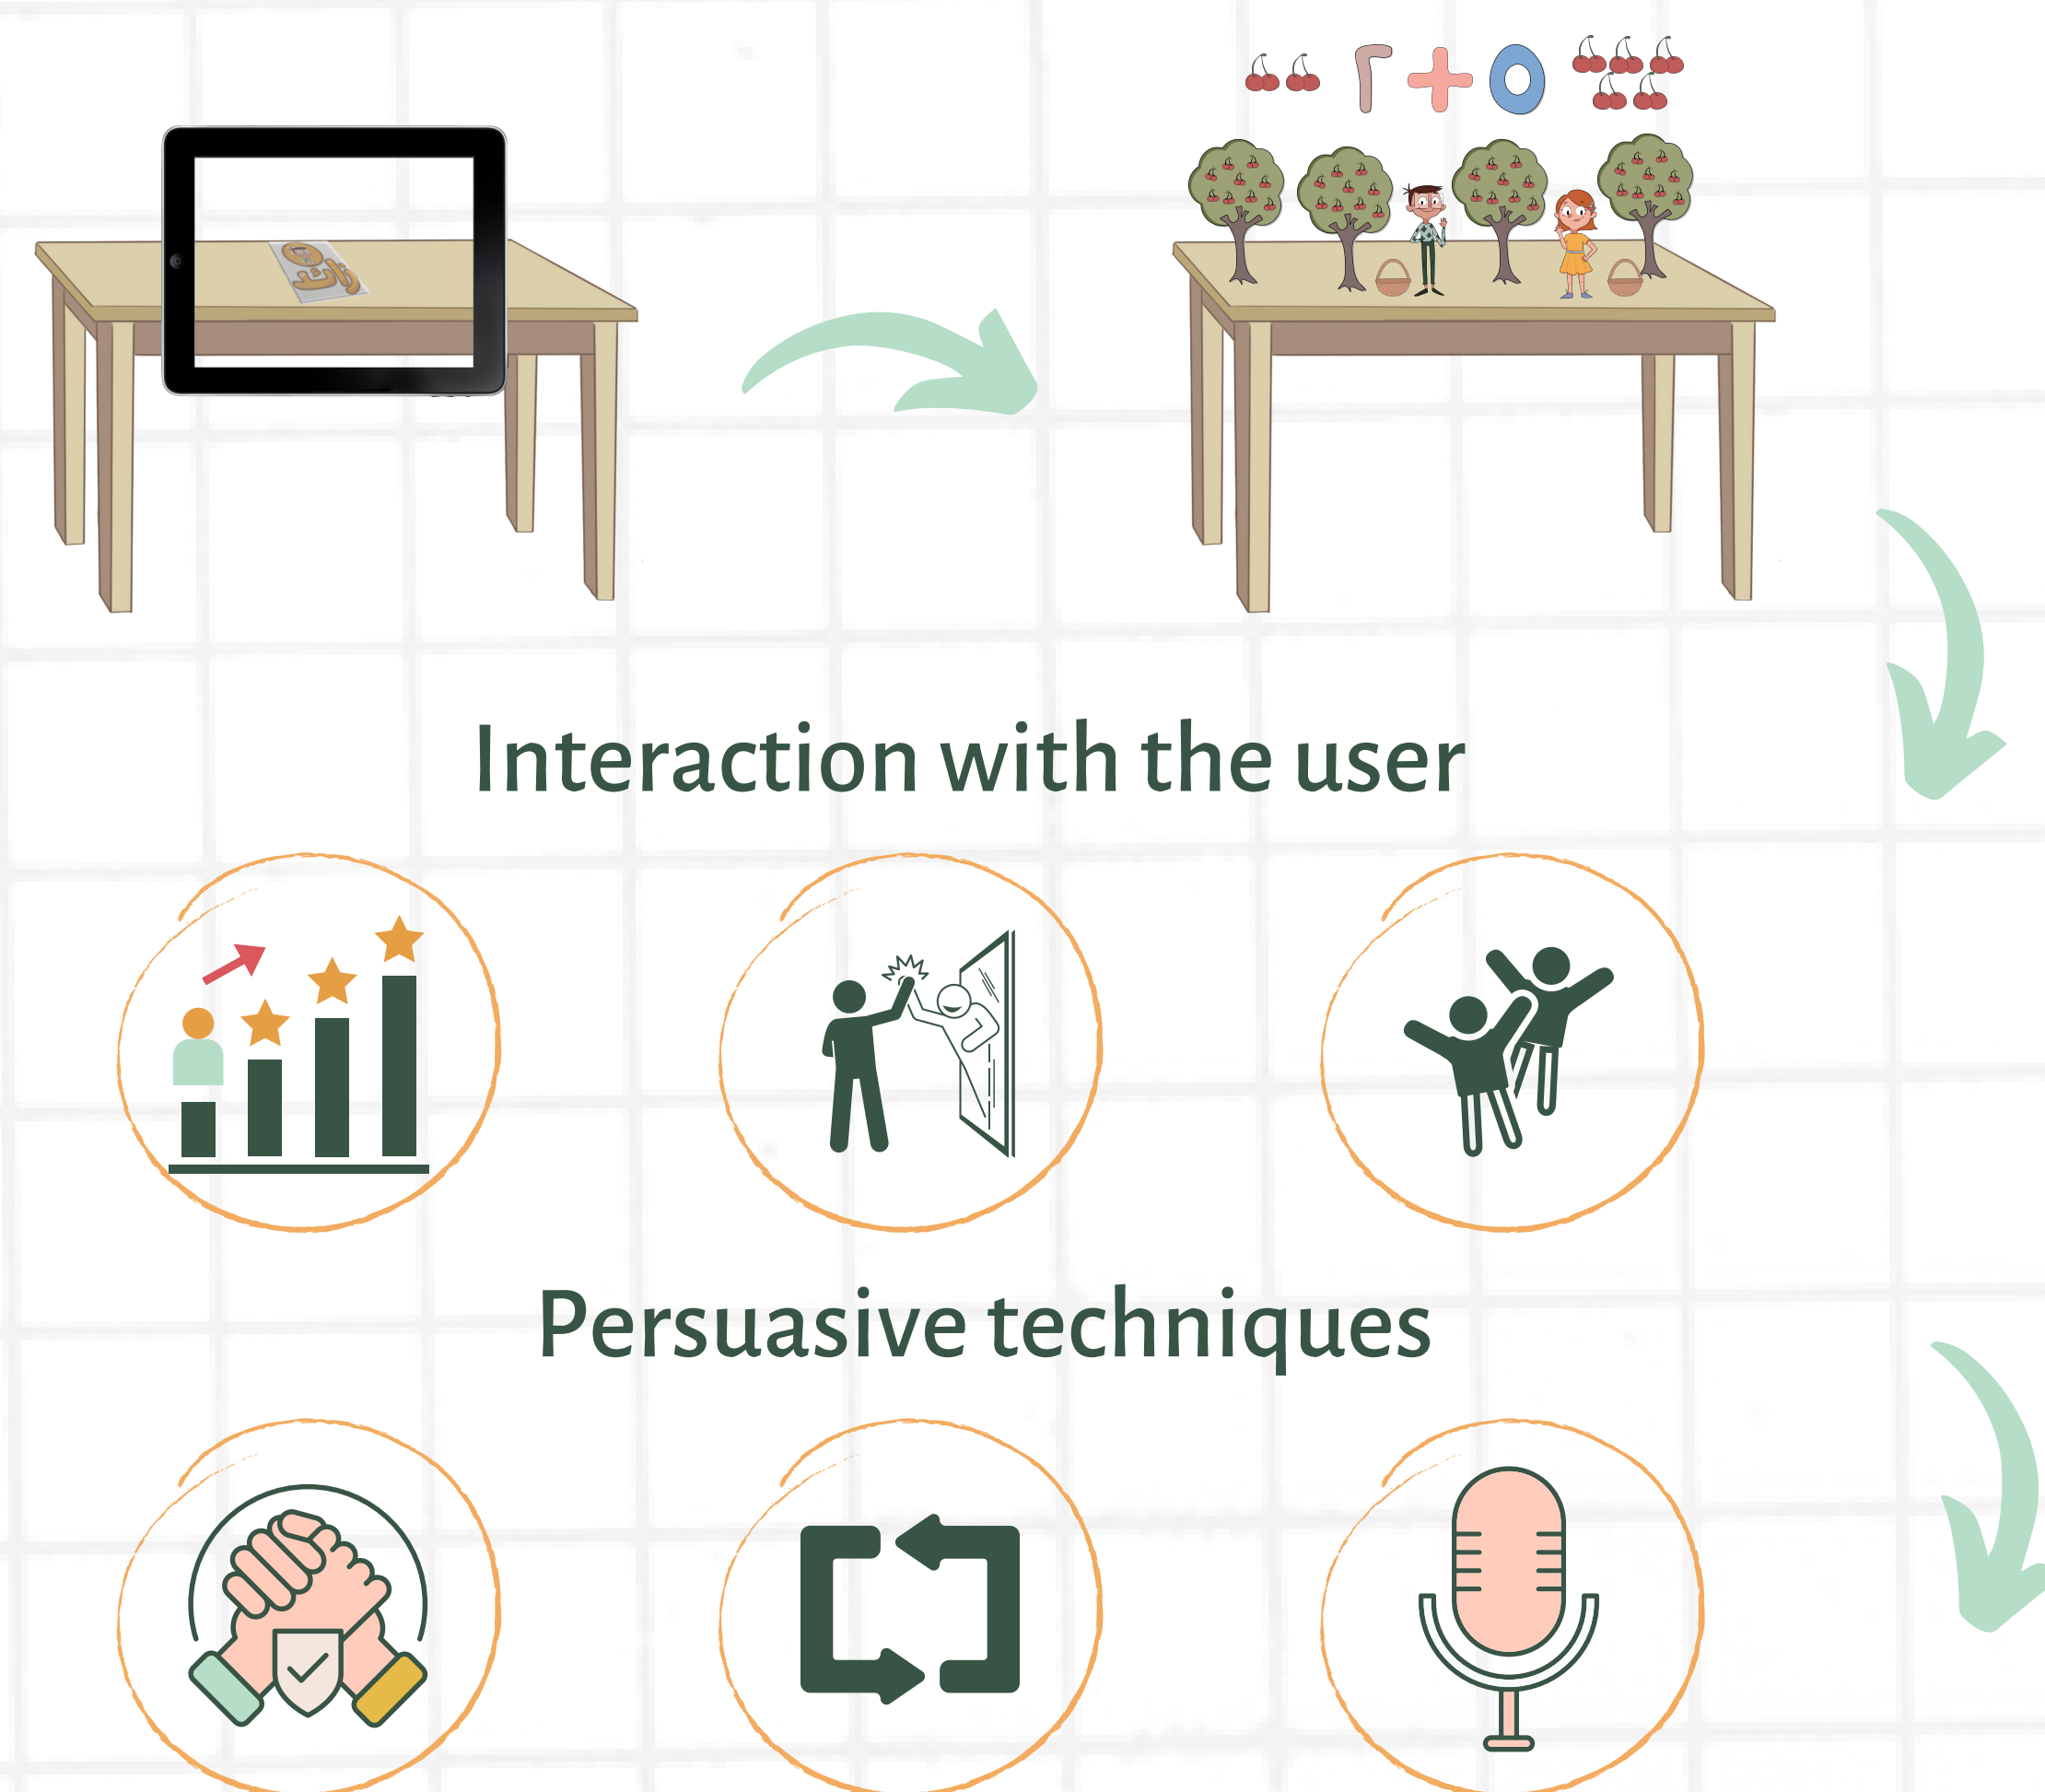 ٢ + ٥
Interaction with the user
Persuasive techniques